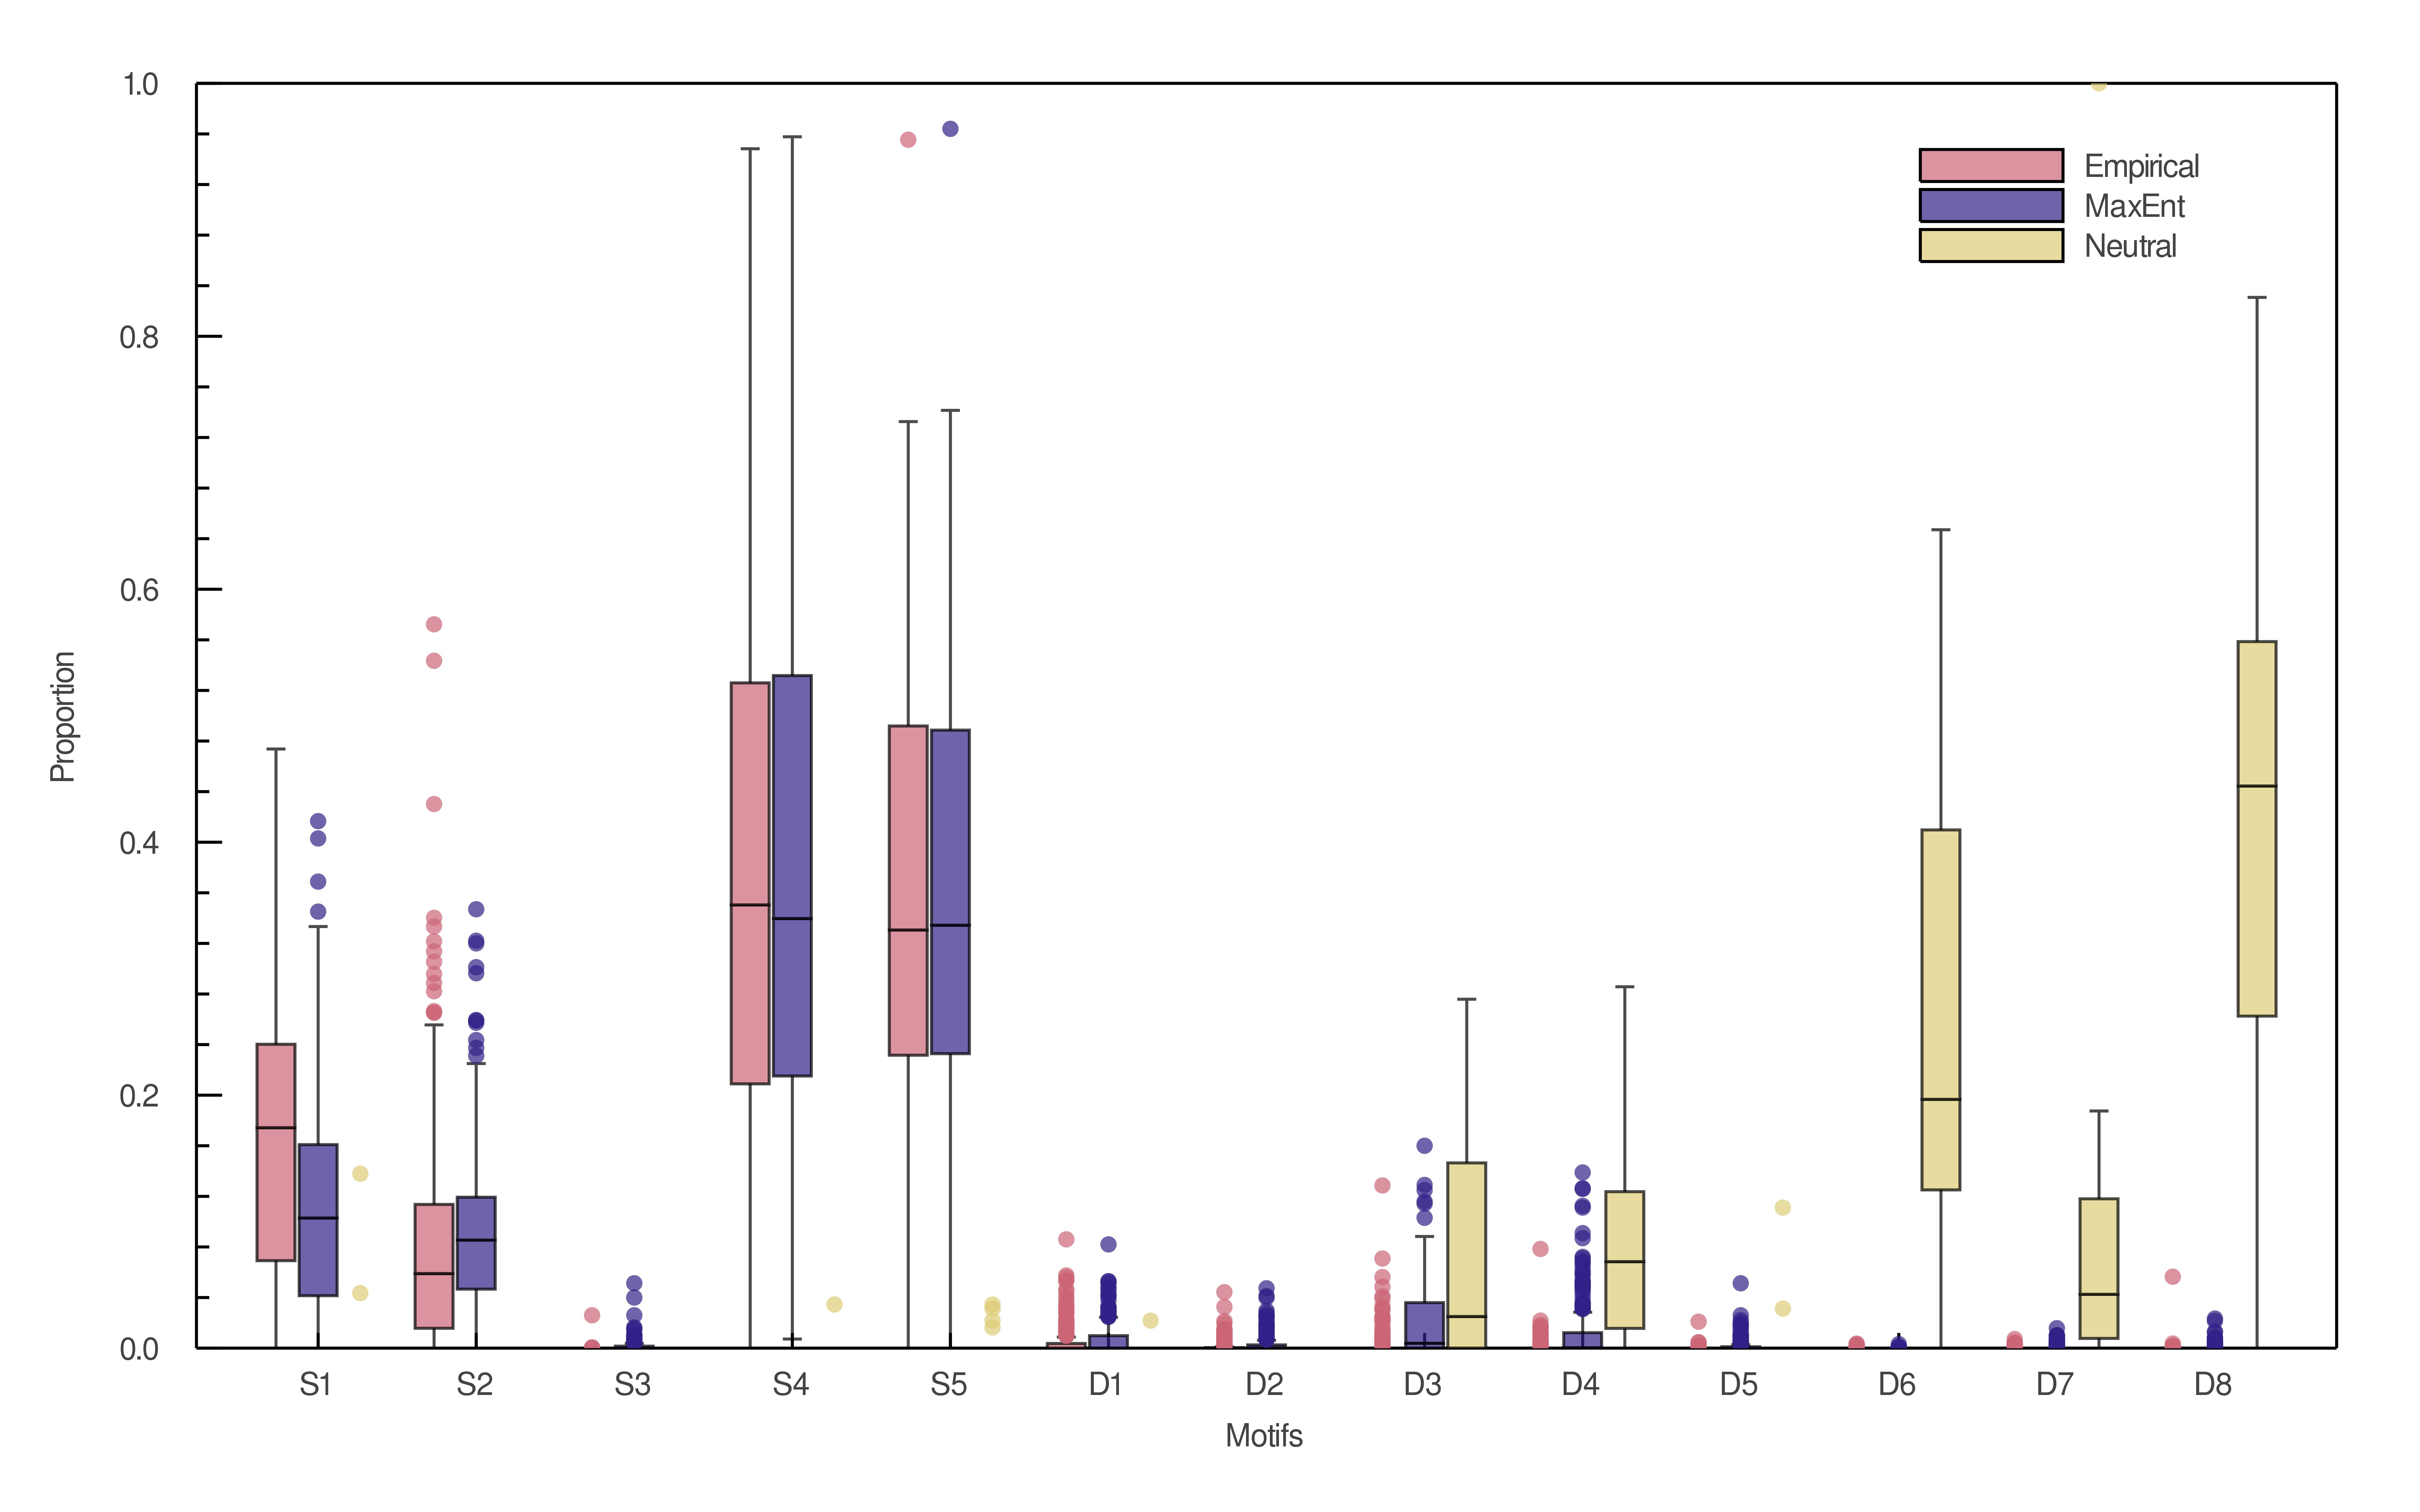 1.0
0.8
0.6
0.4
0.2
0.0
Proportion
Empirical
MaxEnt
Neutral
S1 S2 S3 S4 S5 D1 D2 D3 D4 D5 D6 D7 D8
Motifs